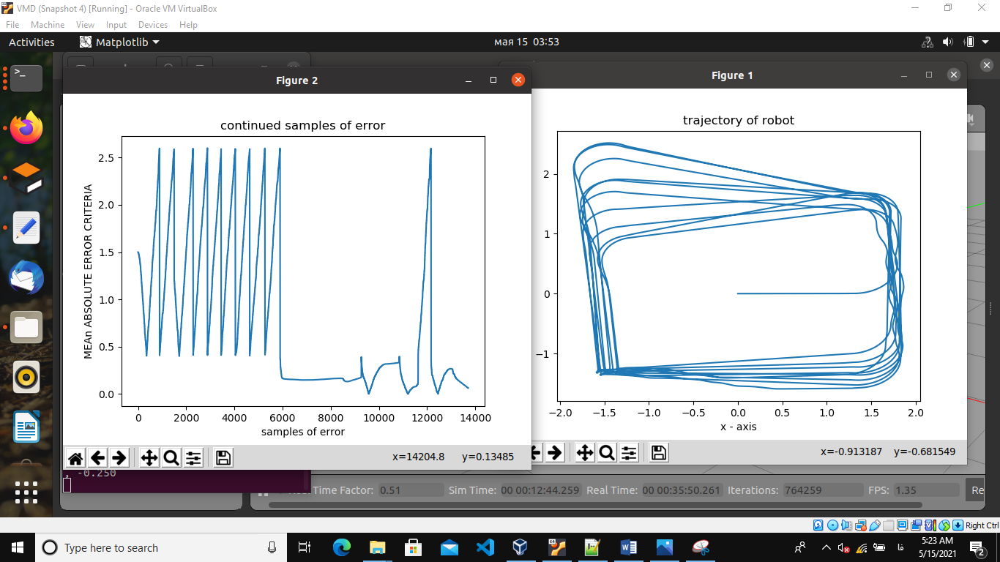 VMD (Snapshot 4) [Running] - Oracle VM VirtualBox
File Machine View Input Devices Help
Activities Matplotlib мая 15 03:53
Figure 2
continued samples of error
MEAn ABSOLUTE ERROR CRITERIA
2.5
2.0
1.5
1.0
0.5
0.0
0 2000 4000 6000 8000 10000 12000 14000
samples of error
x=14204.8 y=0.13485
Figure 1
trajectory of robot
2
1
0
−1
−2.0 −1.5 −1.0 −0.5 0.0 0.5 1.0 1.5 2.0
x - axis
x=-0.913187 y=-0.681549
, -0.250
Time Factor: 0.51 Sim Time: 00 00:12:44.259 Real Time: 00 00:35:50.261 Iterations: 764259 FPS: 1.35 Re
Right Ctrl
Type here to search
فا
5:23 AM
5/15/2021
2